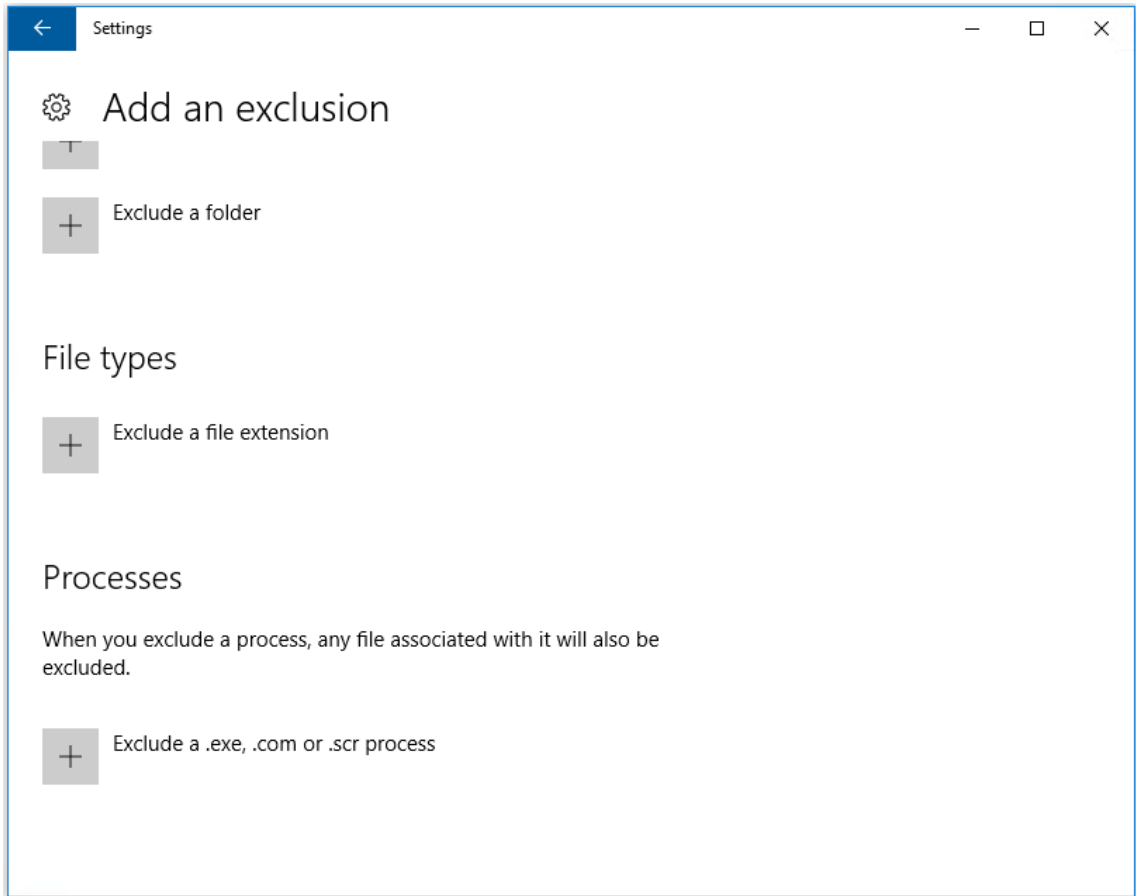 Settings
Add an exclusion
Exclude a folder
File types
Exclude a file extension
Processes
When you exclude a process, any file associated with it will also be
excluded.
Exclude a .exe, .com or .scr process